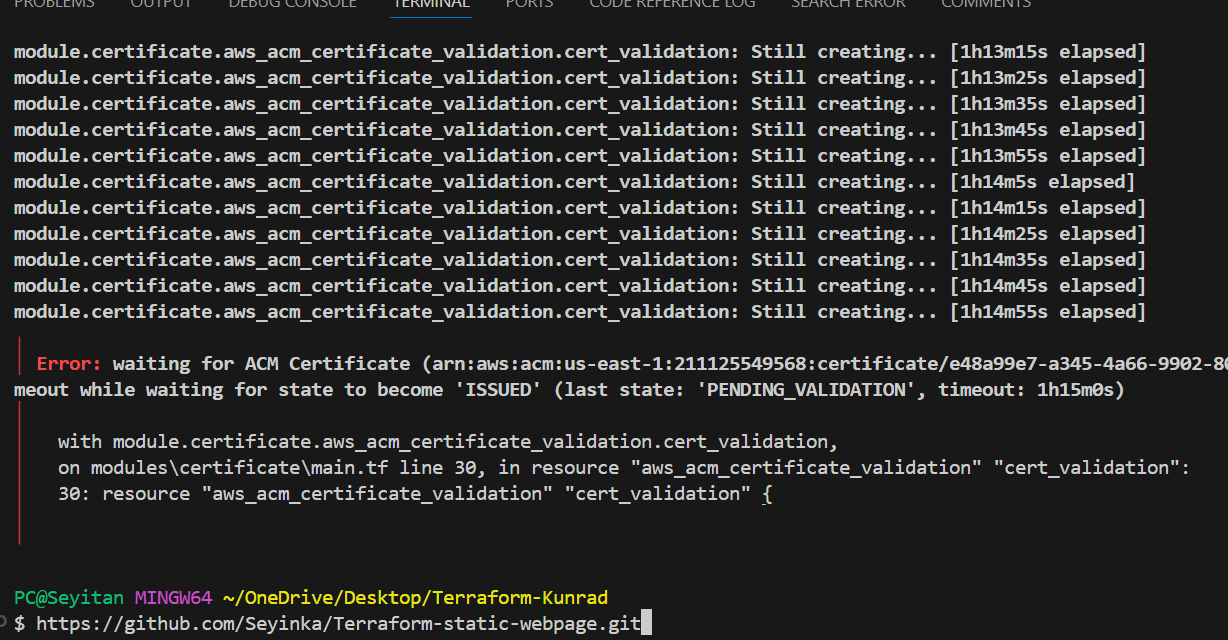 PROBLEMS OUTPUT DEBUG CONSOLE TERMINAL PORTS CODE REFERENCE LOG SEARCH ERROR COMMENTS
module.certificate.aws_acm_certificate_validation.cert_validation: Still creating... [1h13m15s elapsed]
module.certificate.aws_acm_certificate_validation.cert_validation: Still creating... [1h13m25s elapsed]
module.certificate.aws_acm_certificate_validation.cert_validation: Still creating... [1h13m35s elapsed]
module.certificate.aws_acm_certificate_validation.cert_validation: Still creating... [1h13m45s elapsed]
module.certificate.aws_acm_certificate_validation.cert_validation: Still creating... [1h13m55s elapsed]
module.certificate.aws_acm_certificate_validation.cert_validation: Still creating... [1h14m5s elapsed]
module.certificate.aws_acm_certificate_validation.cert_validation: Still creating... [1h14m15s elapsed]
module.certificate.aws_acm_certificate_validation.cert_validation: Still creating... [1h14m25s elapsed]
module.certificate.aws_acm_certificate_validation.cert_validation: Still creating... [1h14m35s elapsed]
module.certificate.aws_acm_certificate_validation.cert_validation: Still creating... [1h14m45s elapsed]
module.certificate.aws_acm_certificate_validation.cert_validation: Still creating... [1h14m55s elapsed]
Error: waiting for ACM Certificate (arn:aws:acm:us-east-1:211125549568:certificate/e48a99e7-a345-4a66-9902-80
meout while waiting for state to become 'ISSUED' (last state: 'PENDING_VALIDATION', timeout: 1h15m0s)
with module.certificate.aws_acm_certificate_validation.cert_validation,
on modules\certificate\main.tf line 30, in resource "aws_acm_certificate_validation" "cert_validation":
30: resource "aws_acm_certificate_validation" "cert_validation" {
PC@Seyitan MINGW64 ~/OneDrive/Desktop/Terraform-Kunrad
$ https://github.com/Seyinka/Terraform-static-webpage.git